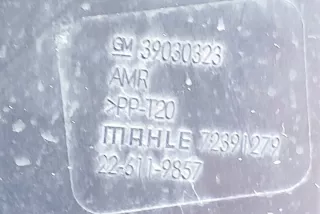 GM 39030323
AMR
>PP-T20
MAHLE 72391279
22-611-9857